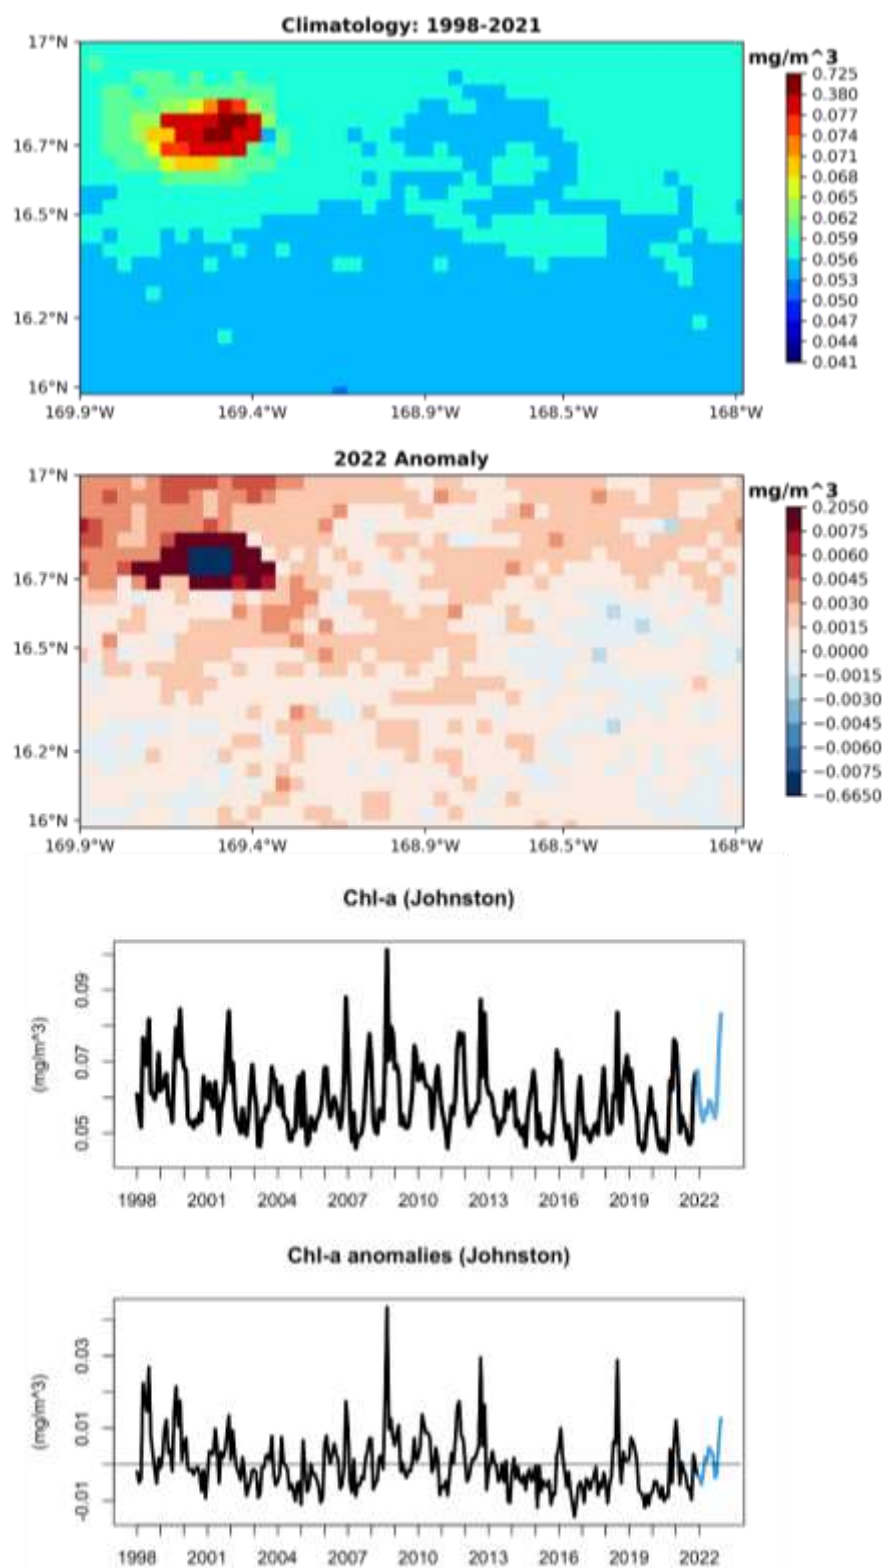 Climatology: 1998-2021
mg/m^3
17°N
16.7°N
16.5°N
16.2°N
16°N
169.9°W 169.4°W 168.9°W 168.5°W 168°W
0.725
0.380
0.077
0.074
0.071
0.068
0.065
0.062
0.059
0.056
0.053
0.050
0.047
0.044
0.041
2022 Anomaly
mg/m^3
17°N
16.7°N
16.5°N
16.2°N
16°N
169.9°W 169.4°W 168.9°W 168.5°W 168°W
0.2050
0.0075
0.0060
0.0045
0.0030
0.0015
0.0000
−0.0015
−0.0030
−0.0045
−0.0060
−0.0075
−0.6650
Chl-a (Johnston)
(mg/m^3)
0.09
0.07
0.05
1998 2001 2004 2007 2010 2013 2016 2019 2022
Chl-a anomalies (Johnston)
(mg/m^3)
0.03
0.01
-0.01
1998 2001 2004 2007 2010 2013 2016 2019 2022